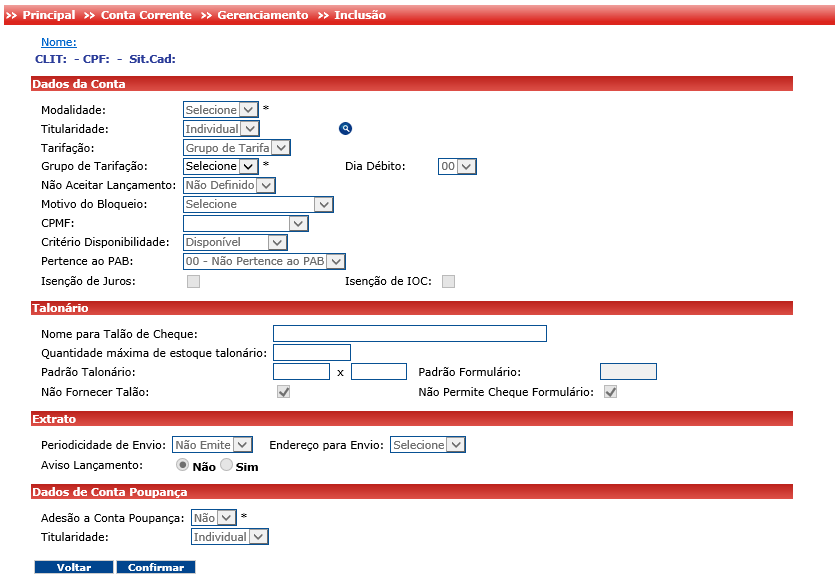 >> Principal >> Conta Corrente >> Gerenciamento >> Inclusão
Nome:
CLIT: - CPF: - Sit.Cad:
Dados da Conta
Modalidade: Selecione *
Titularidade: Individual
Tarifação: Grupo de Tarifa
Grupo de Tarifação: Selecione * Dia Débito: 00
Não Aceitar Lançamento: Não Definido
Motivo do Bloqueio: Selecione
CPMF:
Critério Disponibilidade: Disponível
Pertence ao PAB: 00 - Não Pertence ao PAB
Isenção de Juros: Isenção de IOC:
Talonário
Nome para Talão de Cheque:
Quantidade máxima de estoque talonário:
Padrão Talonário: x Padrão Formulário:
Não Fornecer Talão: Não Permite Cheque Formulário:
Extrato
Periodicidade de Envio: Não Emite Endereço para Envio: Selecione
Aviso Lançamento: Não Sim
Dados de Conta Poupança
Adesão a Conta Poupança: Não *
Titularidade: Individual
Voltar Confirmar